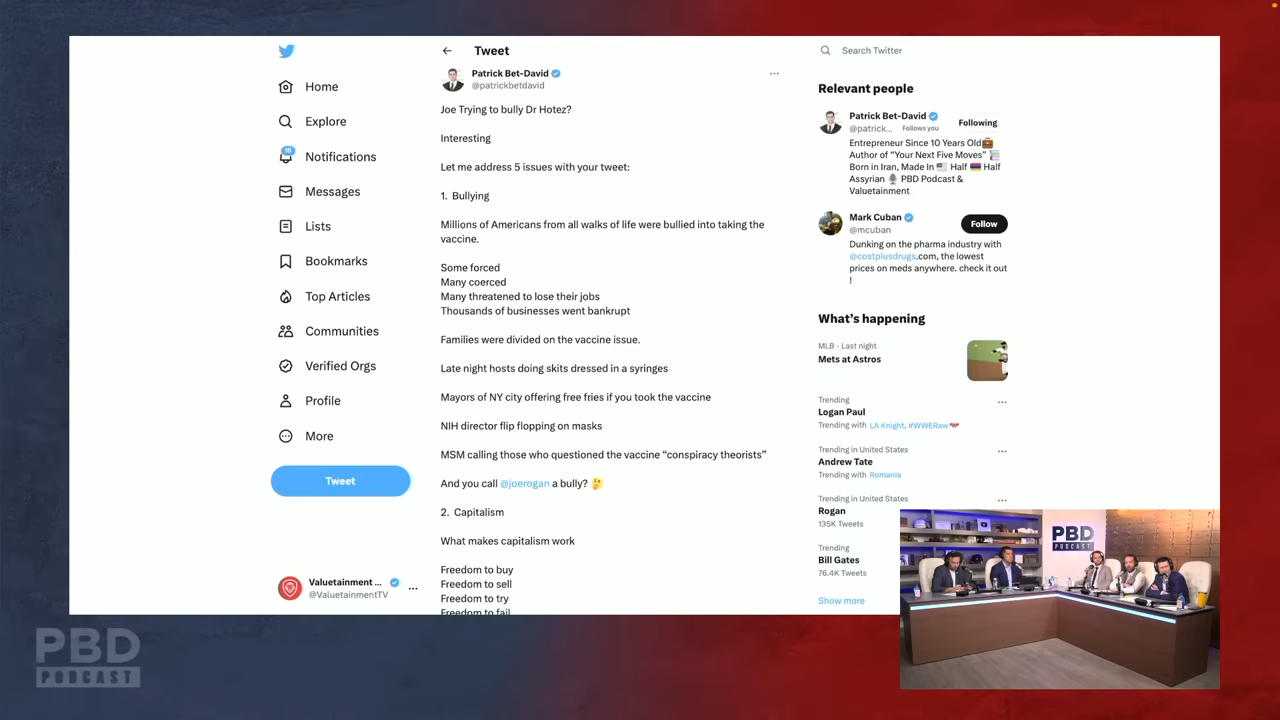 Tweet
Search Twitter
Home
Explore
16
Notifications
Messages
Lists
Bookmarks
Top Articles
Communities
Verified Orgs
Profile
More
Tweet
Valuetainment ...
@ValuetainmentTV
Patrick Bet-David
@patrickbetdavid
Joe Trying to bully Dr Hotez?
Interesting
Let me address 5 issues with your tweet:
1. Bullying
Millions of Americans from all walks of life were bullied into taking the
vaccine.
Some forced
Many coerced
Many threatened to lose their jobs
Thousands of businesses went bankrupt
Families were divided on the vaccine issue.
Late night hosts doing skits dressed in a syringes
Mayors of NY city offering free fries if you took the vaccine
NIH director flip flopping on masks
MSM calling those who questioned the vaccine “conspiracy theorists”
And you call @joerogan a bully? 🤔
2. Capitalism
What makes capitalism work
Freedom to buy
Freedom to sell
Freedom to try
Freedom to fail
Relevant people
Patrick Bet-David
@patrick... Follows you
Following
Entrepreneur Since 10 Years Old💼
Author of “Your Next Five Moves” 📜
Born in Iran, Made In 🇺🇸 Half 🇦🇲 Half
Assyrian 🎙️ PBD Podcast &
Valuetainment
Mark Cuban
@mcuban
Follow
Dunking on the pharma industry with
@costplusdrugs.com, the lowest
prices on meds anywhere. check it out
!
What’s happening
MLB · Last night
Mets at Astros
Trending
Logan Paul
Trending with LA Knight, #WWERaw
Trending in United States
Andrew Tate
Trending with Romania
Trending in United States
Rogan
135K Tweets
Trending
Bill Gates
76.4K Tweets
Show more
PBD
PODCAST
PBD
PODCAST